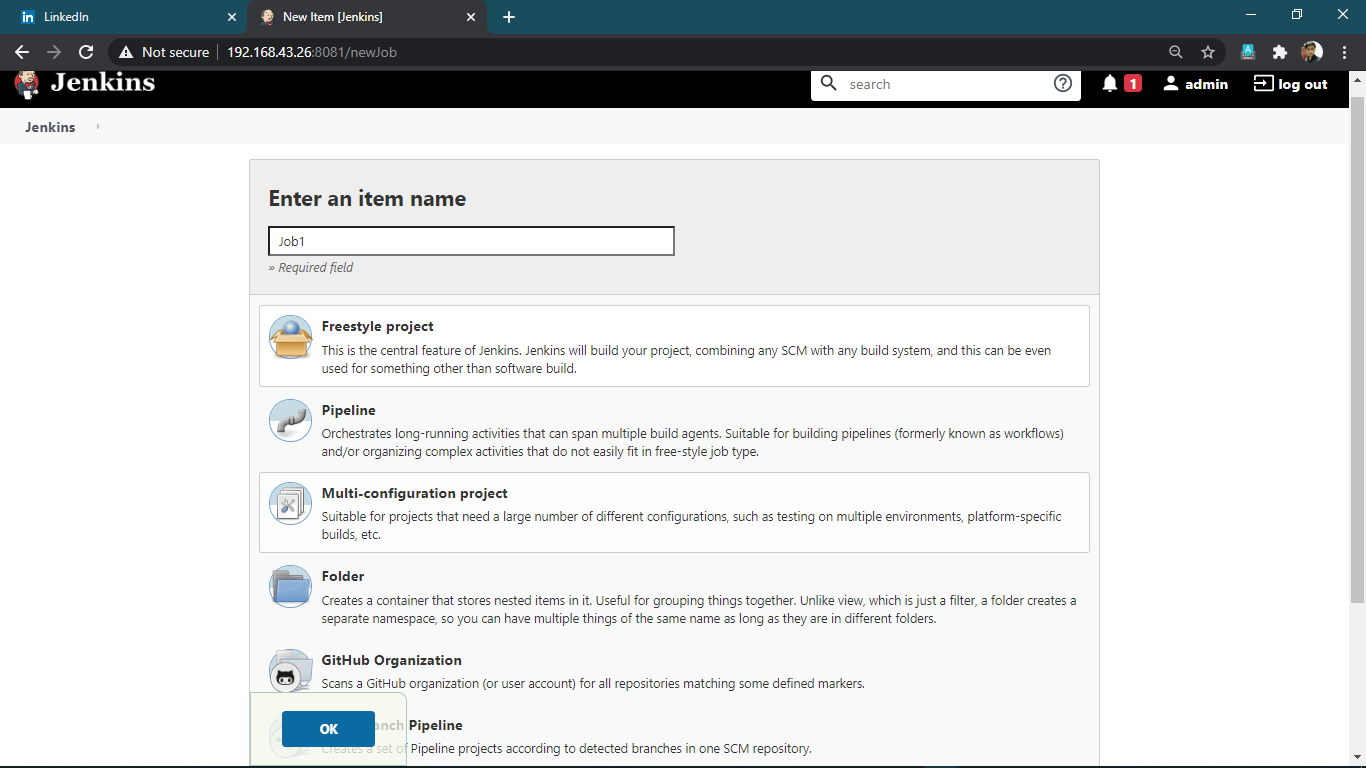 LinkedIn
New Item [Jenkins]
Not secure 192.168.43.26:8081/newJob
Jenkins
search
1
admin
log out
Jenkins
Enter an item name
Job1
» Required field
Freestyle project
This is the central feature of Jenkins. Jenkins will build your project, combining any SCM with any build system, and this can be even
used for something other than software build.
Pipeline
Orchestrates long-running activities that can span multiple build agents. Suitable for building pipelines (formerly known as workflows)
and/or organizing complex activities that do not easily fit in free-style job type.
Multi-configuration project
Suitable for projects that need a large number of different configurations, such as testing on multiple environments, platform-specific
builds, etc.
Folder
Creates a container that stores nested items in it. Useful for grouping things together. Unlike view, which is just a filter, a folder creates a
separate namespace, so you can have multiple things of the same name as long as they are in different folders.
GitHub Organization
Scans a GitHub organization (or user account) for all repositories matching some defined markers.
OK
anch Pipeline
Creates a set of Pipeline projects according to detected branches in one SCM repository.